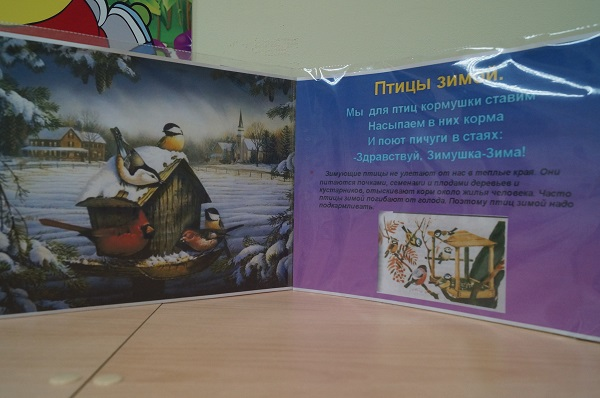 Птицы зимой.
Мы для птиц кормушки ставим
Насыпаем в них корма
И поют пичуги в стаях:
-Здравствуй, Зимушка-Зима!
Зимующие птицы не улетают от нас в теплые края. Они
питаются почками, семенами и плодами деревьев и
кустарников, отыскивают корм около жилья человека. Часто
птицы зимой погибают от голода. Поэтому птиц зимой надо
подкармливать.